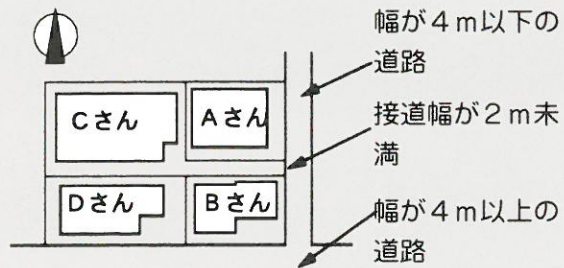 幅が4m以下の
道路
Cさん
Aさん
接道幅が2m未
満
Dさん
Bさん
幅が4m以上の
道路